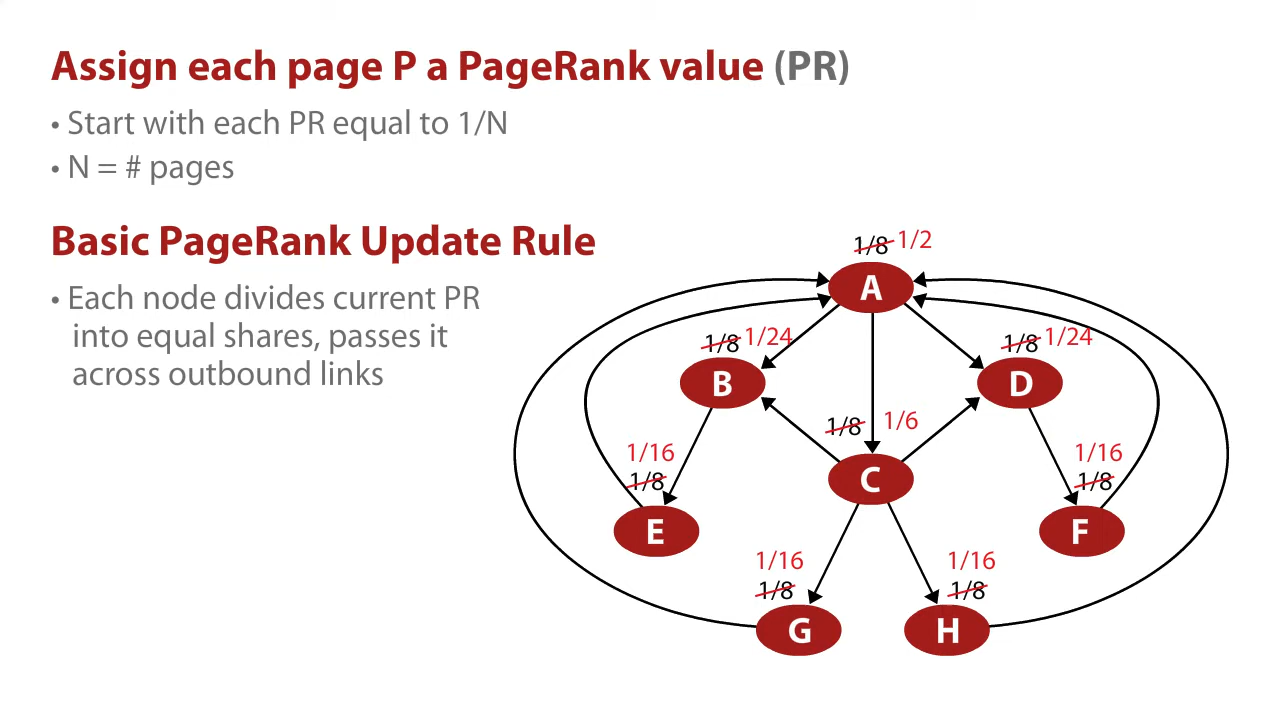 Assign each page P a PageRank value (PR)
• Start with each PR equal to 1/N
• N = # pages
Basic PageRank Update Rule
• Each node divides current PR
into equal shares, passes it
across outbound links
1/8 1/2
A
1/8 1/24
B
1/8 1/24
D
1/8 1/6
C
1/16
1/8
E
1/16
1/8
F
1/16
1/8
G
1/16
1/8
H